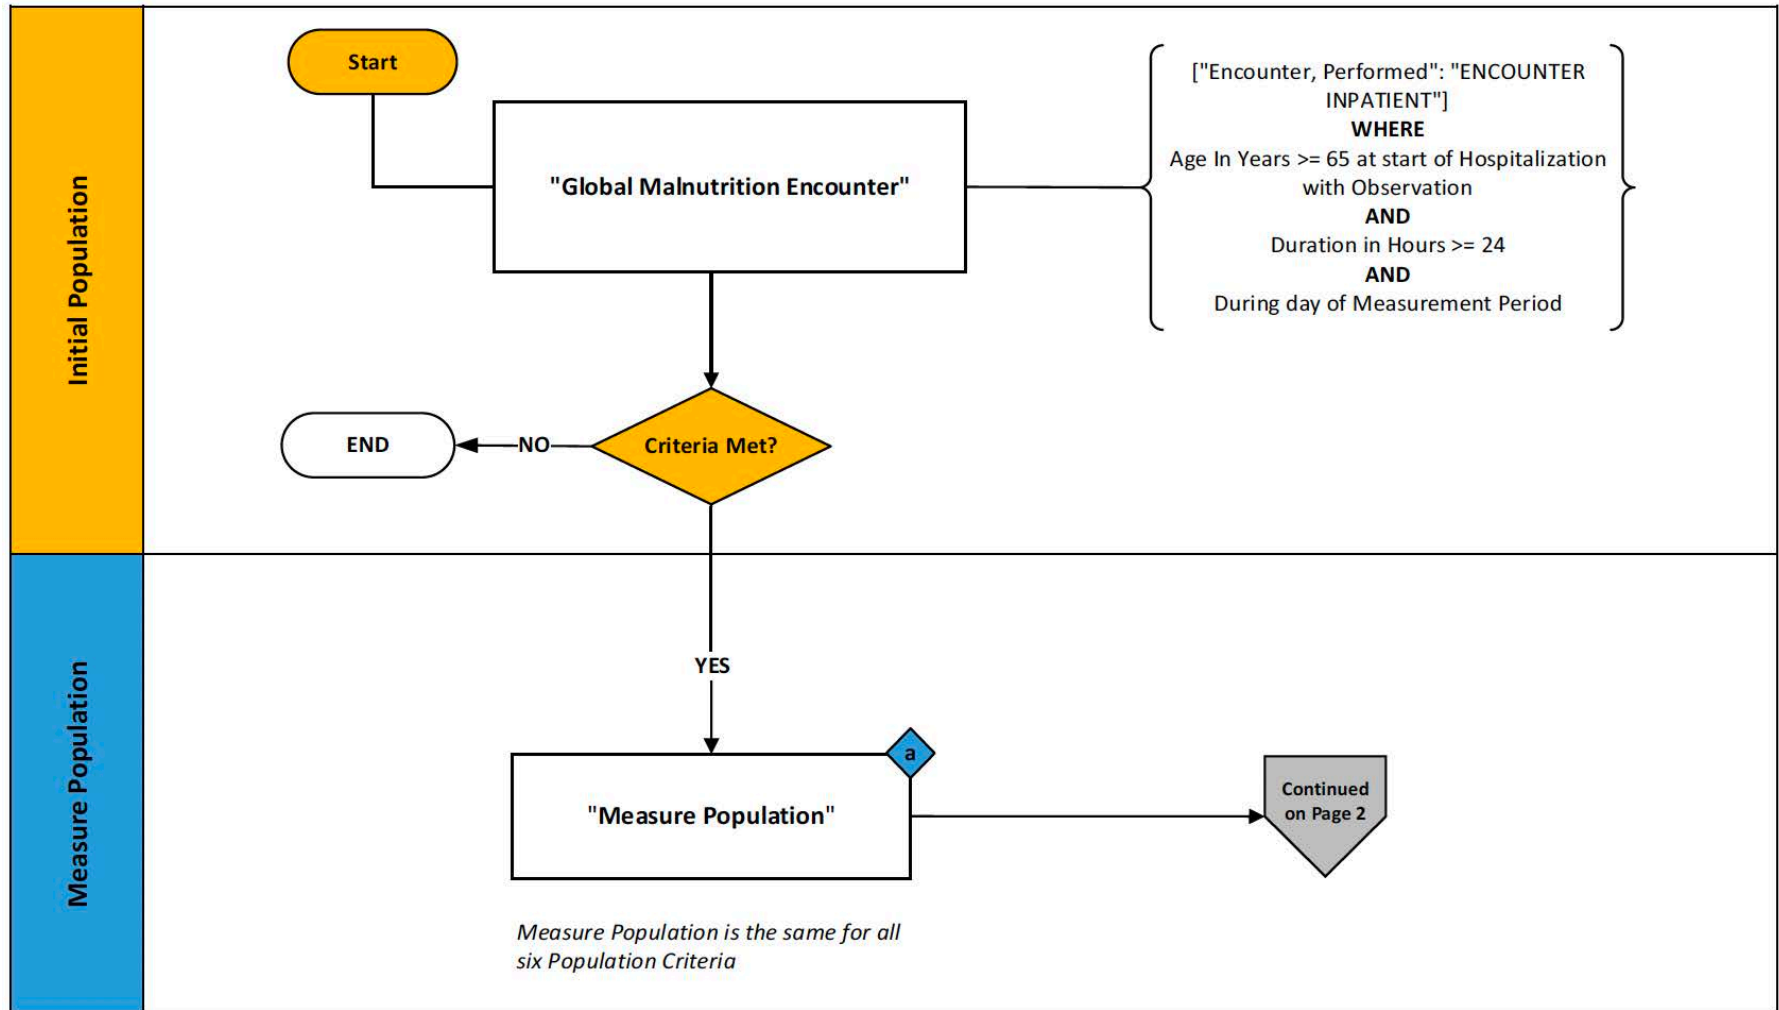 Initial Population
Start
"Global Malnutrition Encounter"
["Encounter, Performed": "ENCOUNTER
INPATIENT"]
WHERE
Age In Years >= 65 at start of Hospitalization
with Observation
AND
Duration in Hours >= 24
AND
During day of Measurement Period
END
NO
Criteria Met?
Measure Population
YES
a
"Measure Population"
Continued
on Page 2
Measure Population is the same for all
six Population Criteria